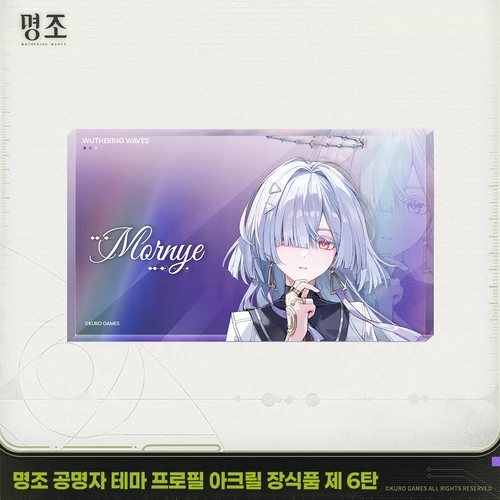 명조
WUTHERING WAVES
WUTHERING WAVES
Mornye
©KURO GAMES
명조 공명자 테마 프로필 아크릴 장식품 제 6탄
©KURO GAMES ALL RIGHTS RESERVED